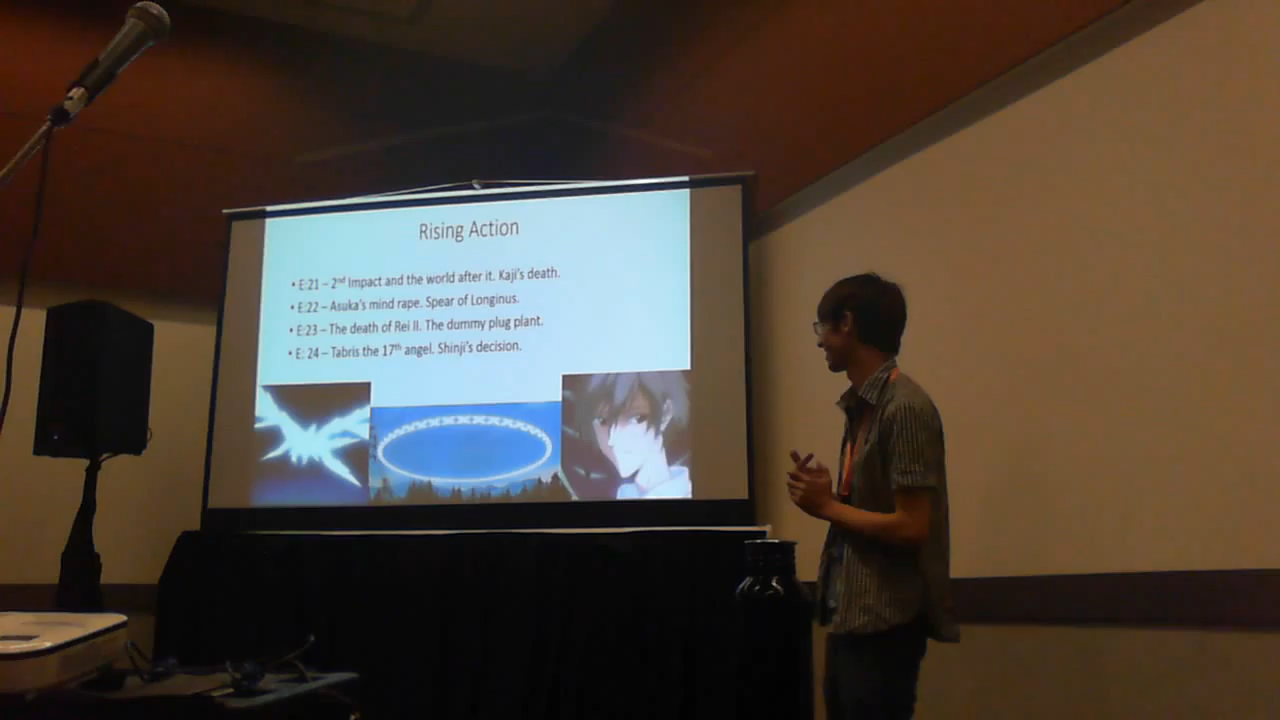 Rising Action
• E:21 – 2nd Impact and the world after it. Kaji's death.
• E:22 – Asuka's mind rape. Spear of Longinus.
• E:23 – The death of Rei II. The dummy plug plant.
• E: 24 – Tabris the 17th angel. Shinji's decision.